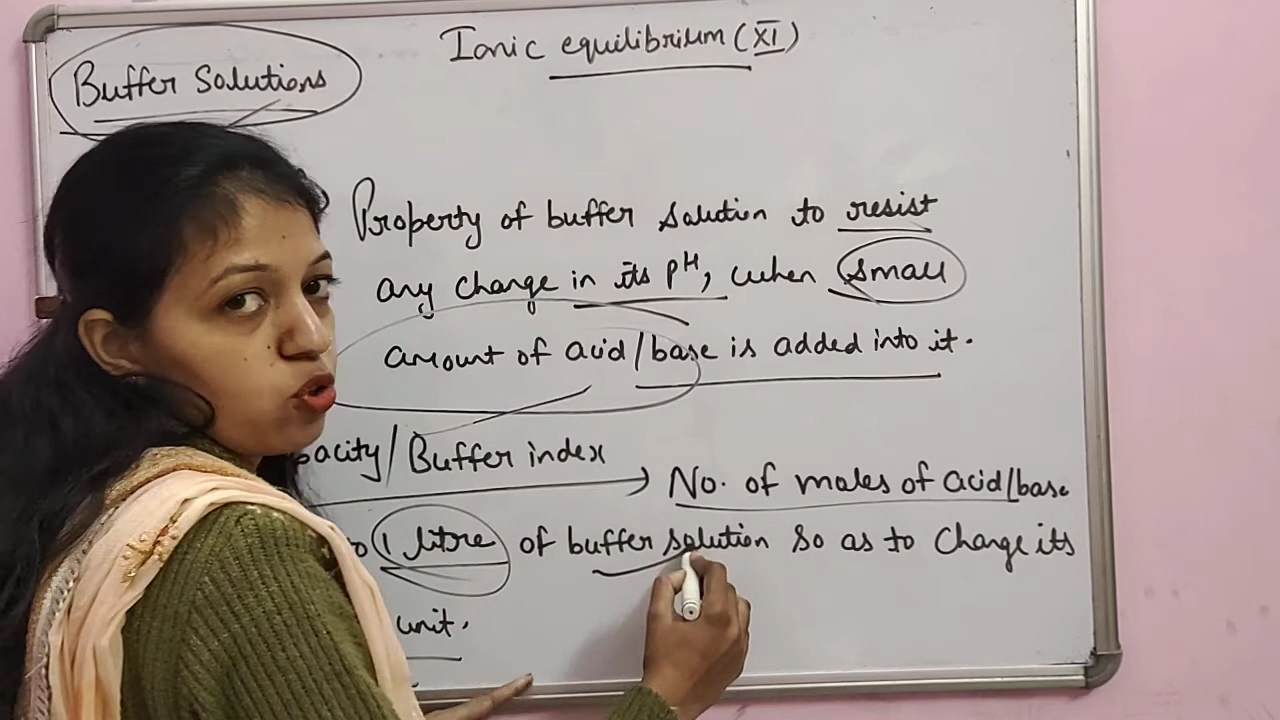 Ionic equilibrium (XI)
Buffer Solutions
Property of buffer solution to resist
any change in its pH, when small
amount of acid/base is added into it.
pacity/Buffer index
→ No. of moles of acid/base
o 1 litre of buffer solution so as to change its
unit.